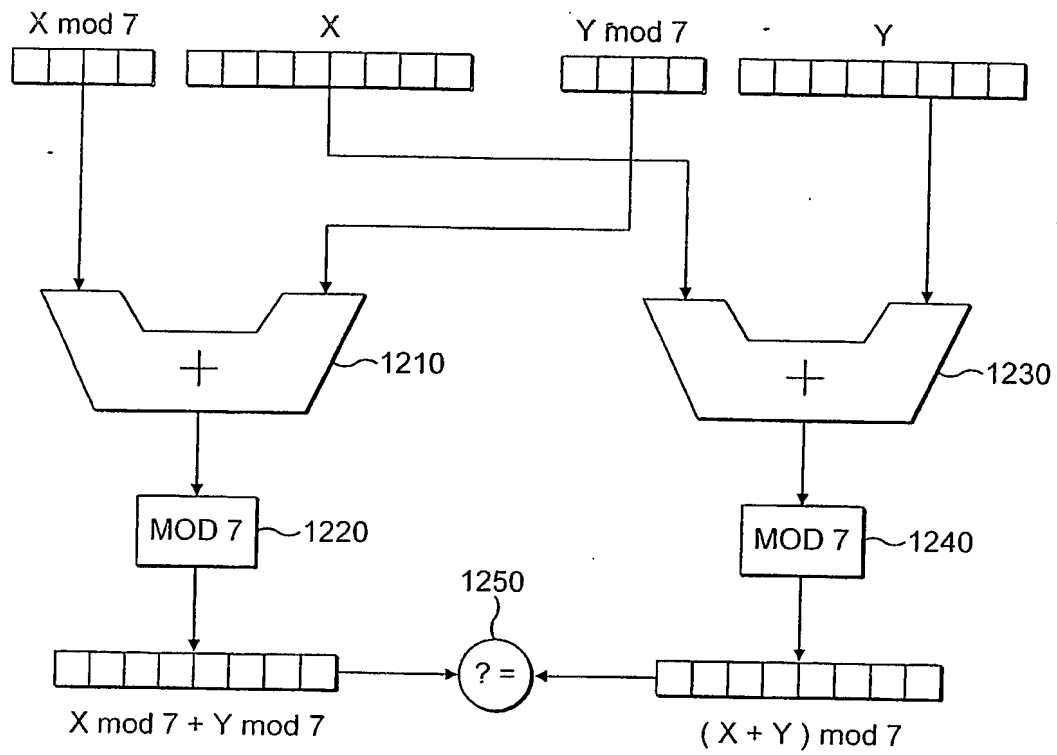 X mod 7
X
Y mod 7
Y
+
1210
+
1230
MOD 7
1220
MOD 7
1240
1250
? =
X mod 7 + Y mod 7
( X + Y ) mod 7